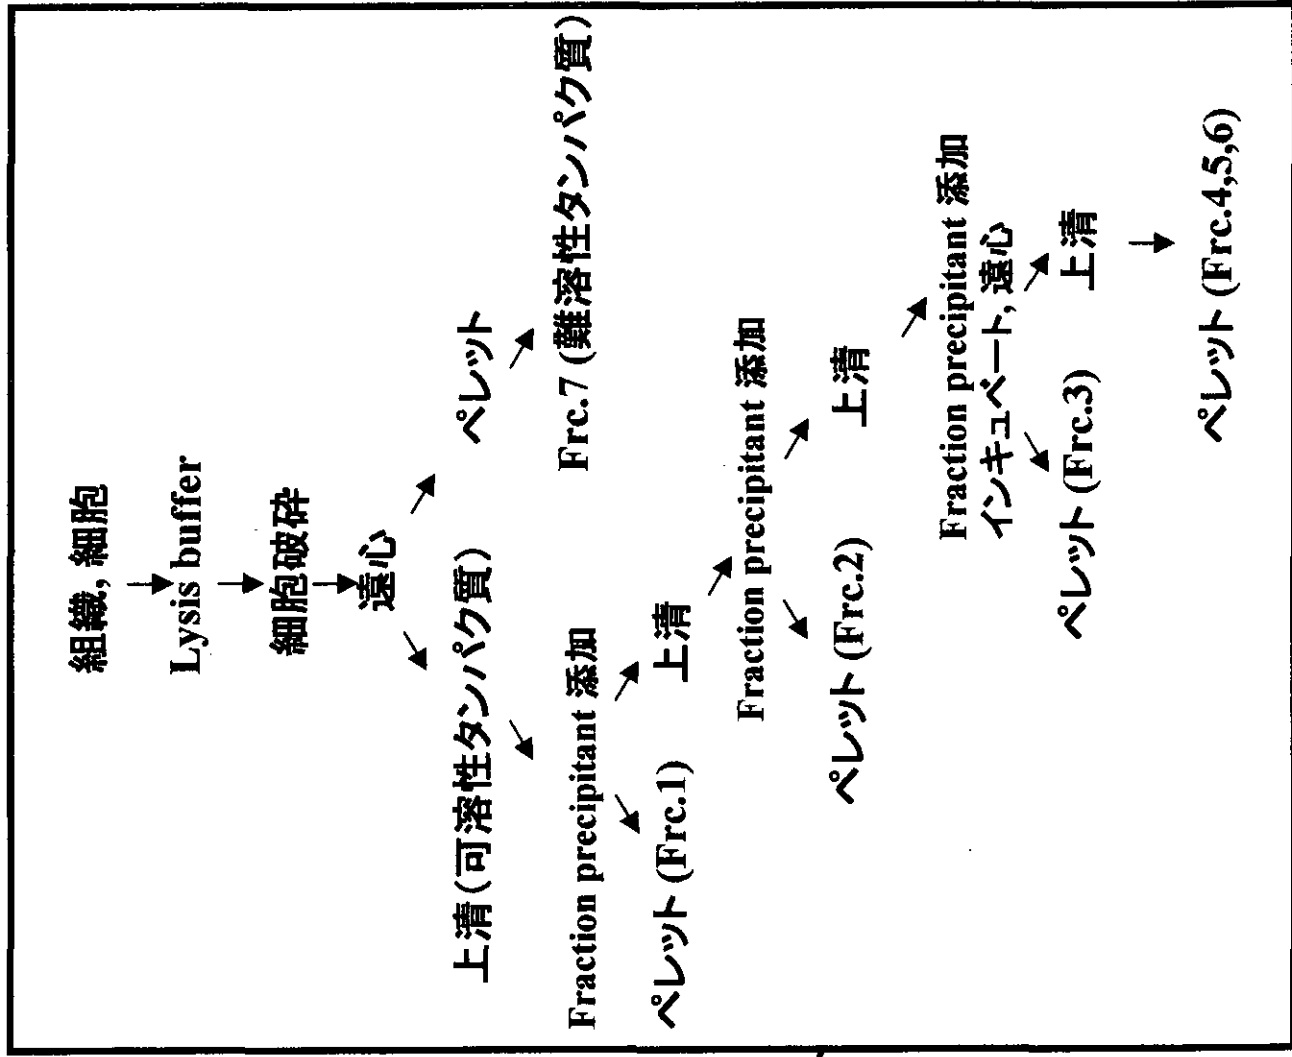 組織, 細胞
Lysis buffer
細胞破砕
遠心
上清(可溶性タンパク質)
ペレット
Frc.7 (難溶性タンパク質)
Fraction precipitant 添加
ペレット (Frc.1)
上清
Fraction precipitant 添加
ペレット (Frc.2)
上清
Fraction precipitant 添加
インキュベート, 遠心
ペレット (Frc.3)
上清
ペレット (Frc.4,5,6)